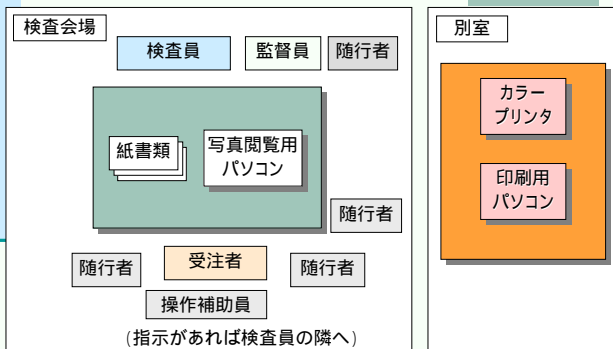 検査会場
検査員
監督員
随行者
紙書類
写真閲覧用
パソコン
随行者
随行者
受注者
随行者
操作補助員
(指示があれば検査員の隣へ)
別室
カラー
プリンタ
印刷用
パソコン